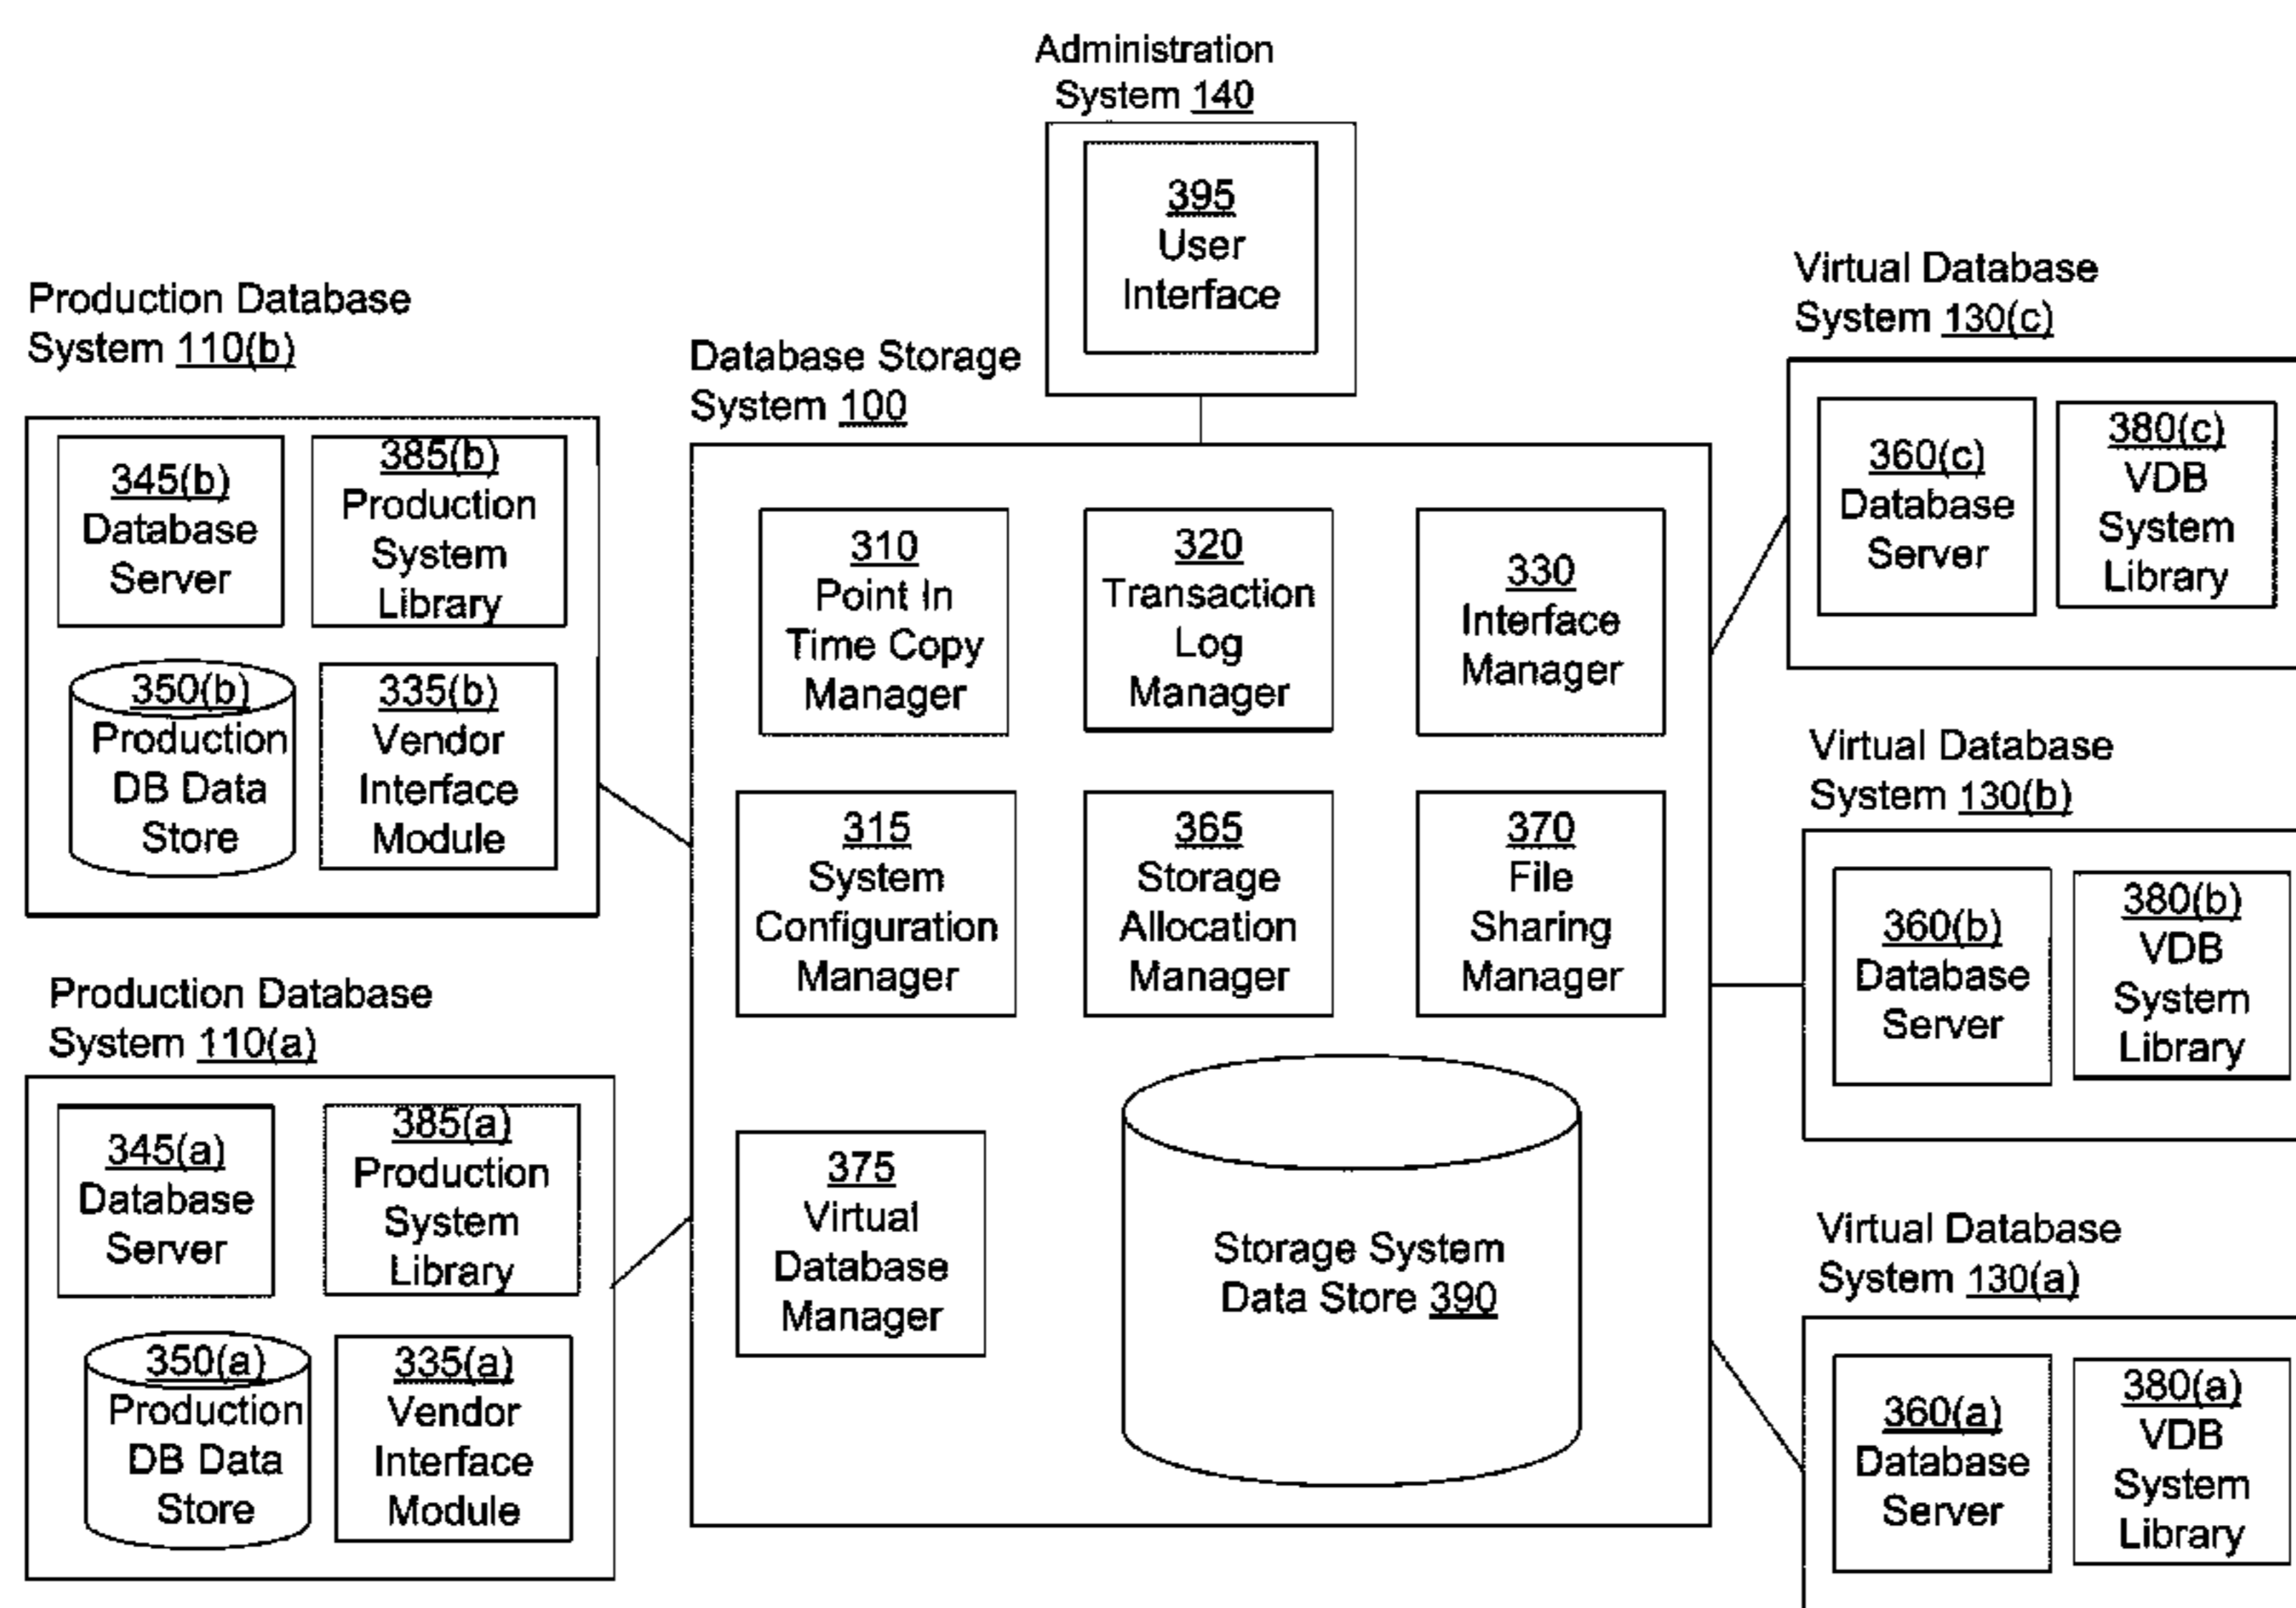 Administration
System 140
395
User
Interface
Production Database
System 110(b)
345(b)
Database
Server
385(b)
Production
System
Library
350(b)
Production
DB Data
Store
335(b)
Vendor
Interface
Module
Production Database
System 110(a)
345(a)
Database
Server
385(a)
Production
System
Library
350(a)
Production
DB Data
Store
335(a)
Vendor
Interface
Module
Database Storage
System 100
310
Point In
Time Copy
Manager
320
Transaction
Log
Manager
330
Interface
Manager
315
System
Configuration
Manager
365
Storage
Allocation
Manager
370
File
Sharing
Manager
375
Virtual
Database
Manager
Storage System
Data Store 390
Virtual Database
System 130(c)
360(c)
Database
Server
380(c)
VDB
System
Library
Virtual Database
System 130(b)
360(b)
Database
Server
380(b)
VDB
System
Library
Virtual Database
System 130(a)
360(a)
Database
Server
380(a)
VDB
System
Library